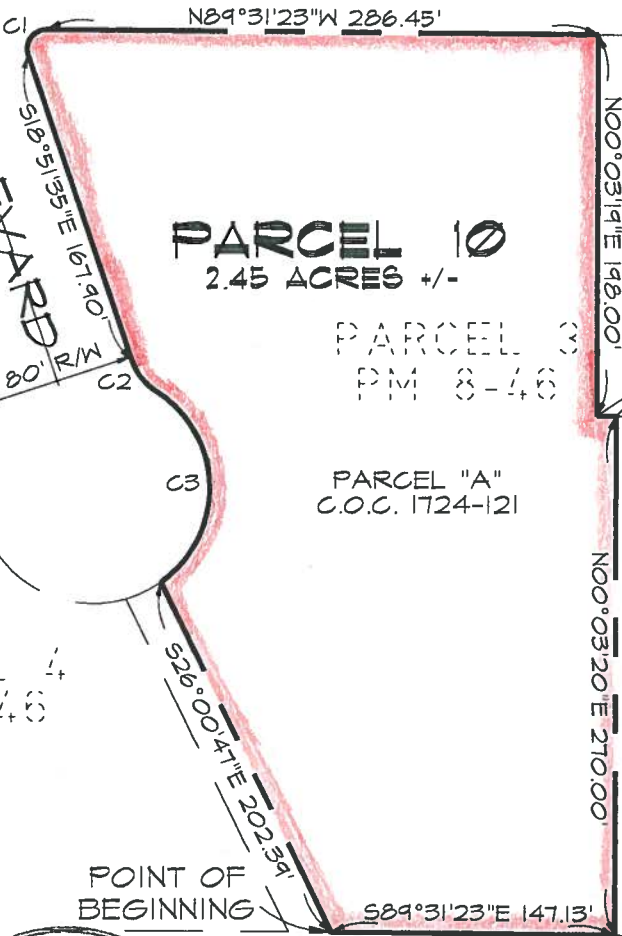 C1
N89°31'23"W 286.45'
S18°51'35"E 167.90'
N00°03'19"E 198.00'
PARCEL 10
2.45 ACRES +/-
PARCEL 3
PM 8-46
80' R/W
C2
C3
PARCEL "A"
C.O.C. 1724-121
N00°03'20"E 270.00'
4
46
S26°00'47"E 202.39'
POINT OF
BEGINNING
S89°31'23"E 147.13'